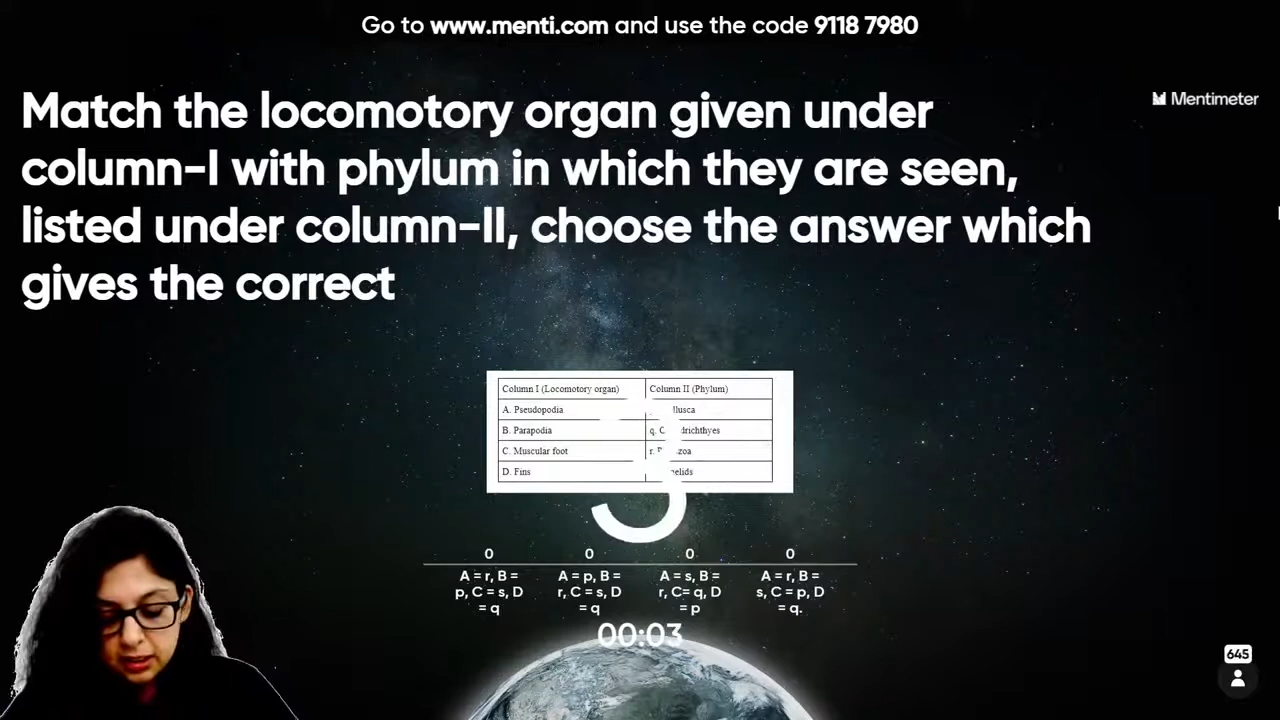 Go to www.menti.com and use the code 9118 7980
Mentimeter
Match the locomotory organ given under
column-I with phylum in which they are seen,
listed under column-II, choose the answer which
gives the correct
Column I (Locomotory organ) Column II (Phylum)
A. Pseudopodia
B. Parapodia q.
C. Muscular foot r.
D. Fins
3
0 0 0 0
A = r, B = A = p, B = A = s, B = A = r, B =
p, C = s, D r, C = s, D r, C= q, D s, C = p, D
= q = q = p = q.
00:03
645